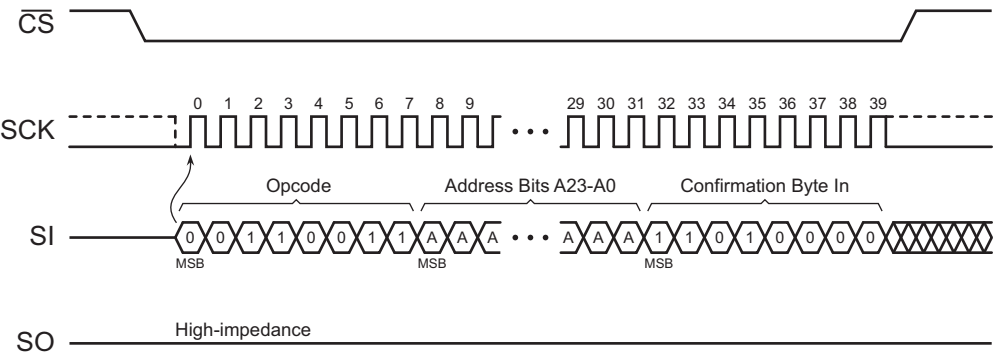 CS
0 1 2 3 4 5 6 7 8 9 29 30 31 32 33 34 35 36 37 38 39
SCK
Opcode Address Bits A23-A0 Confirmation Byte In
SI 0 0 1 1 0 0 1 1 A A A A A A 1 1 0 1 0 0 0 0
MSB MSB MSB
High-impedance
SO